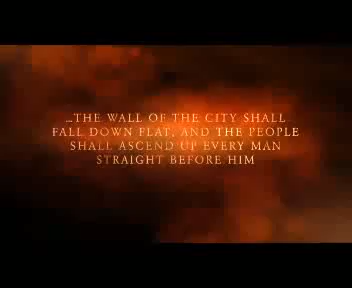 …THE WALL OF THE CITY SHALL
FALL DOWN FLAT, AND THE PEOPLE
SHALL ASCEND UP EVERY MAN
STRAIGHT BEFORE HIM